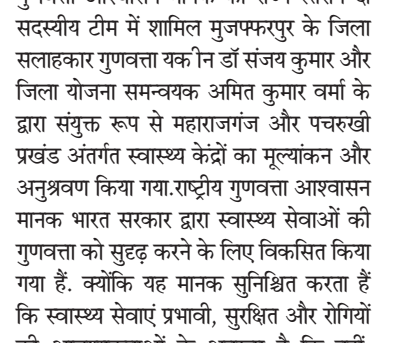 सदस्यीय टीम में शामिल मुजफ्फरपुर के जिला
सलाहकार गुणवत्ता यकीन डॉ संजय कुमार और
जिला योजना समन्वयक अमित कुमार वर्मा के
द्वारा संयुक्त रूप से महाराजगंज और पचरुखी
प्रखंड अंतर्गत स्वास्थ्य केंद्रों का मूल्यांकन और
अनुश्रवण किया गया.राष्ट्रीय गुणवत्ता आश्वासन
मानक भारत सरकार द्वारा स्वास्थ्य सेवाओं की
गुणवत्ता को सुदृढ़ करने के लिए विकसित किया
गया हैं. क्योंकि यह मानक सुनिश्चित करता हैं
कि स्वास्थ्य सेवाएं प्रभावी, सुरक्षित और रोगियों